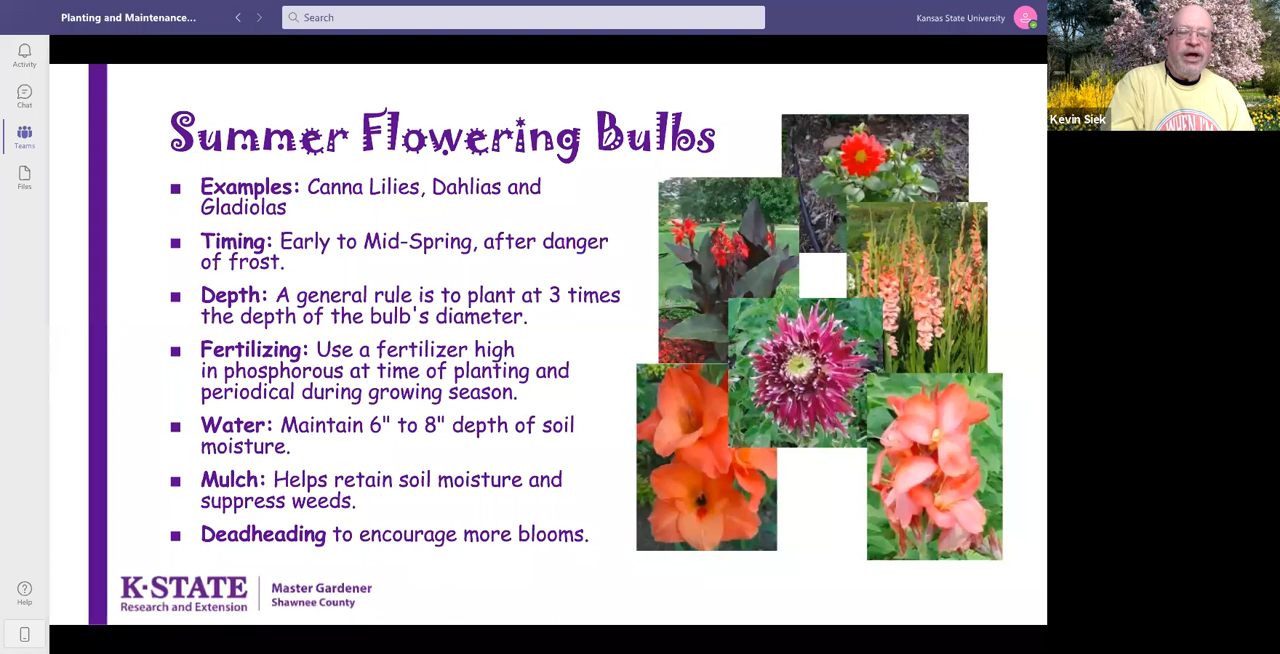 Planting and Maintenance...
Search
Kansas State University
Activity
Chat
Teams
Files
Help
Kevin Siek
WHEN I'M
Summer Flowering Bulbs
Examples: Canna Lilies, Dahlias and
Gladiolas
Timing: Early to Mid-Spring, after danger
of frost.
Depth: A general rule is to plant at 3 times
the depth of the bulb's diameter.
Fertilizing: Use a fertilizer high
in phosphorous at time of planting and
periodical during growing season.
Water: Maintain 6" to 8" depth of soil
moisture.
Mulch: Helps retain soil moisture and
suppress weeds.
Deadheading to encourage more blooms.
K-STATE
Research and Extension
Master Gardener
Shawnee County